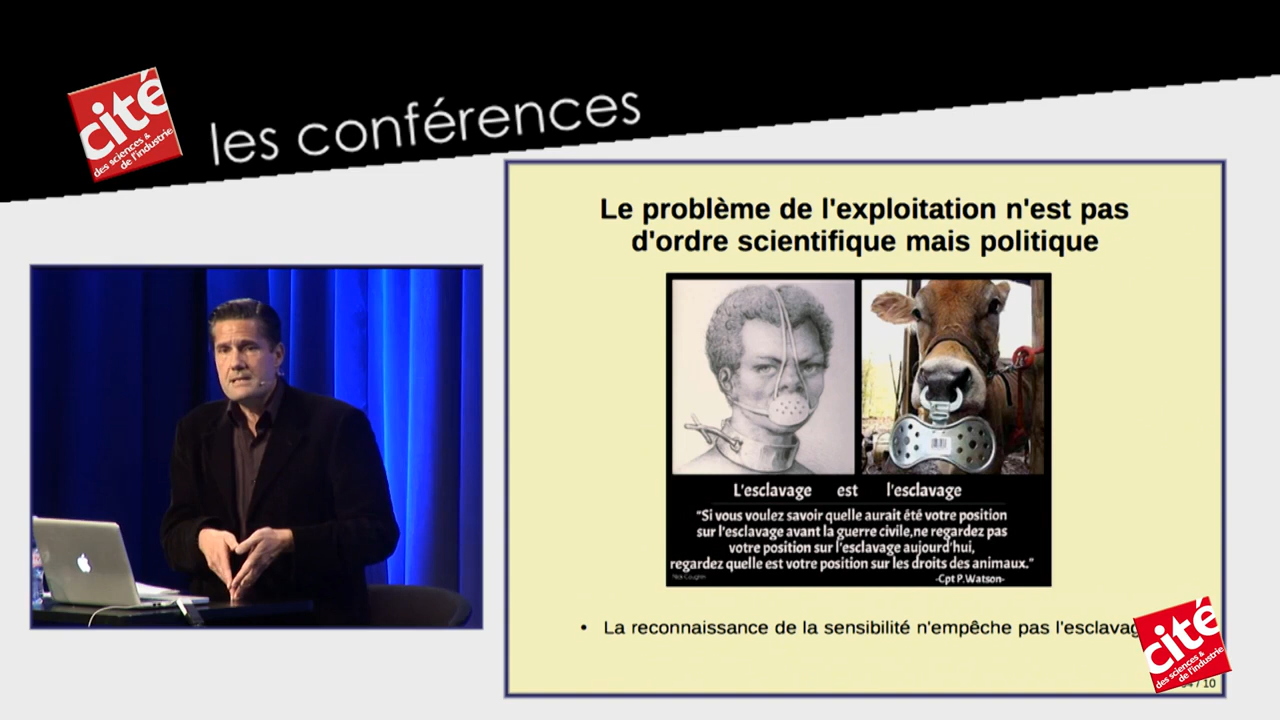 cité
des sciences &
de l'industrie
les conférences
Le problème de l'exploitation n'est pas
d'ordre scientifique mais politique
L'esclavage est l'esclavage
"Si vous voulez savoir quelle aurait été votre position
sur l'esclavage avant la guerre civile,ne regardez pas
votre position sur l'esclavage aujourd'hui,
regardez quelle est votre position sur les droits des animaux."
-Cpt P.Watson-
• La reconnaissance de la sensibilité n'empêche pas l'esclavag
cité
des sciences &
de l'industrie
/ 10